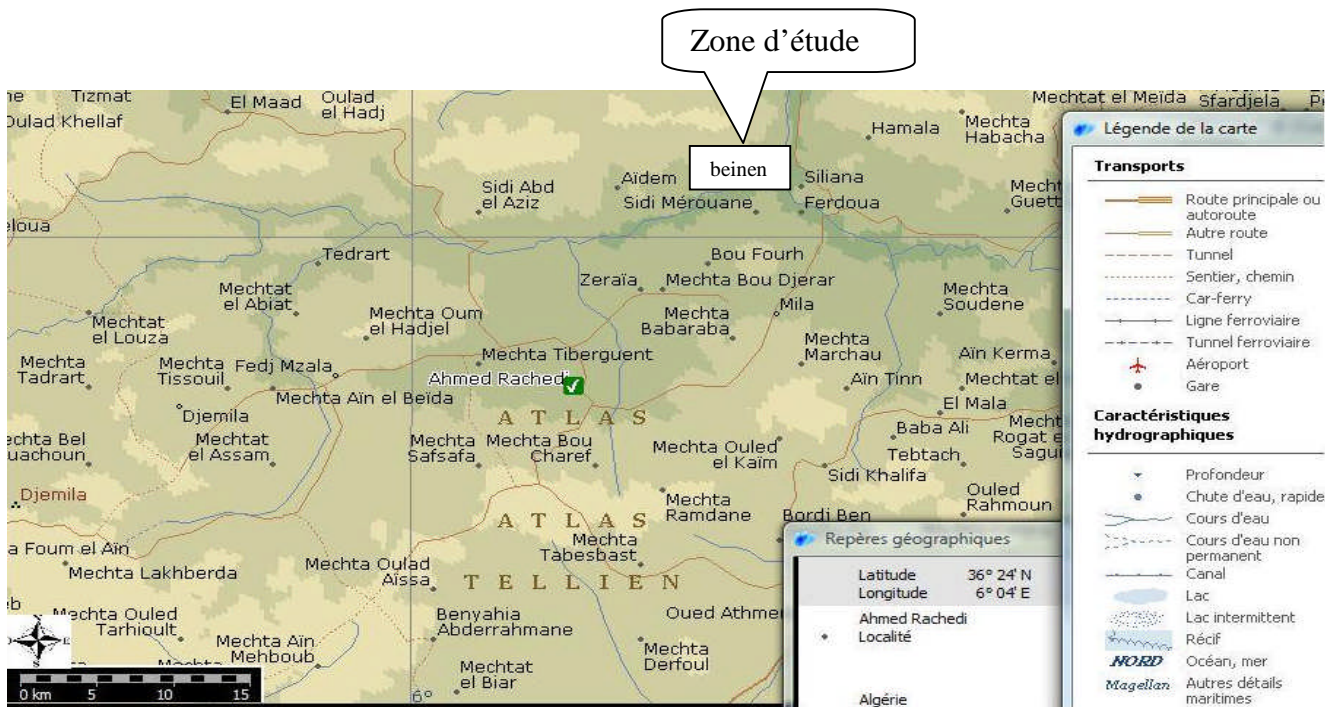 Zone d'étude
beinen
Tizmat
El Maad
Oulad
el Hadj
Oulad Khellaf
Hamala
Mechta
Habacha
Mechtat el Meïda
Sfardjela
Sidi Abd
el Aziz
Aïdem
Sidi Mérouane
Siliana
Ferdoua
Tedrart
Bou Fourh
Zeraïa
Mechta Bou Djerar
Mila
Mechta
Soudene
Mechtat
el Abiat
Mechta Oum
el Hadjel
Mechta
Babaraba
Mechtat
el Louza
Mechta
Marchau
Aïn Kerma
Mechta
Tadrart
Mechta
Tissouil
Fedj Mzala
Mechta Tiberguent
Ahmed Rachedi
Aïn Tinn
Mechtat el
Mechta Aïn el Beïda
El Mala
Djemila
ATLAS
Baba Ali
Mecht
Rogat e
Sagui
Mechtat
el Assam
Mechta
Safsafa
Mechta Bou
Charef
Mechta Ouled
el Kaïm
Tebtach
Sidi Khalifa
Djemila
Ouled
Rahmoun
Mechta
Ramdane
Bordj Ben
ATLAS
Mechta
Tabesbast
a Foum el Aïn
Mechta Lakhberda
Mechta Oulad
Aïssa
TELLIEN
Mechta Ouled
Tarhioult
Benyahia
Abderrahmane
Oued Athme
Mechta Aïn
Mehboub
Mechta
Derfoul
Mechtat
el Biar
6°
0 km 5 10 15
Légende de la carte
Transports
Route principale ou
autoroute
Autre route
Tunnel
Sentier, chemin
Car-ferry
Ligne ferroviaire
Tunnel ferroviaire
Aéroport
Gare
Caractéristiques
hydrographiques
Profondeur
Chute d'eau, rapide
Cours d'eau
Cours d'eau non
permanent
Canal
Lac
Lac intermittent
Récif
NORD Océan, mer
Magellan Autres détails
maritimes
Repères géographiques
Latitude 36° 24' N
Longitude 6° 04' E
Ahmed Rachedi
Localité
Algérie